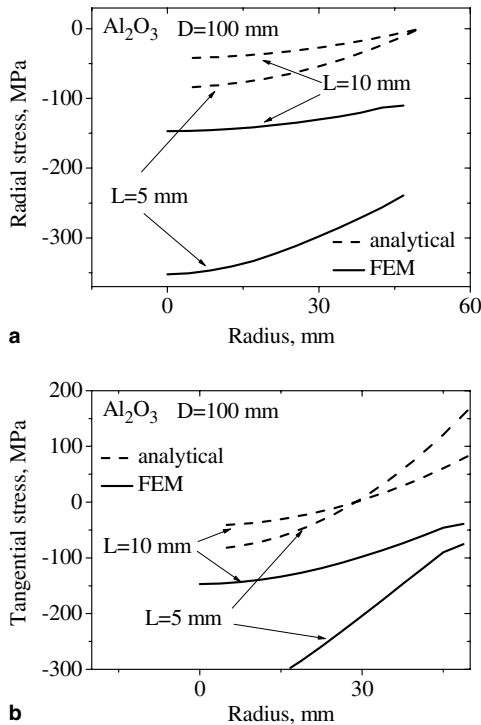 Al2O3 D=100 mm
0
-100
-200
-300
Radial stress, MPa
L=10 mm
L=5 mm
analytical
FEM
0 30 60
Radius, mm
a
Al2O3 D=100 mm
200
100
0
-100
-200
-300
Tangential stress, MPa
analytical
FEM
L=10 mm
L=5 mm
0 30
Radius, mm
b